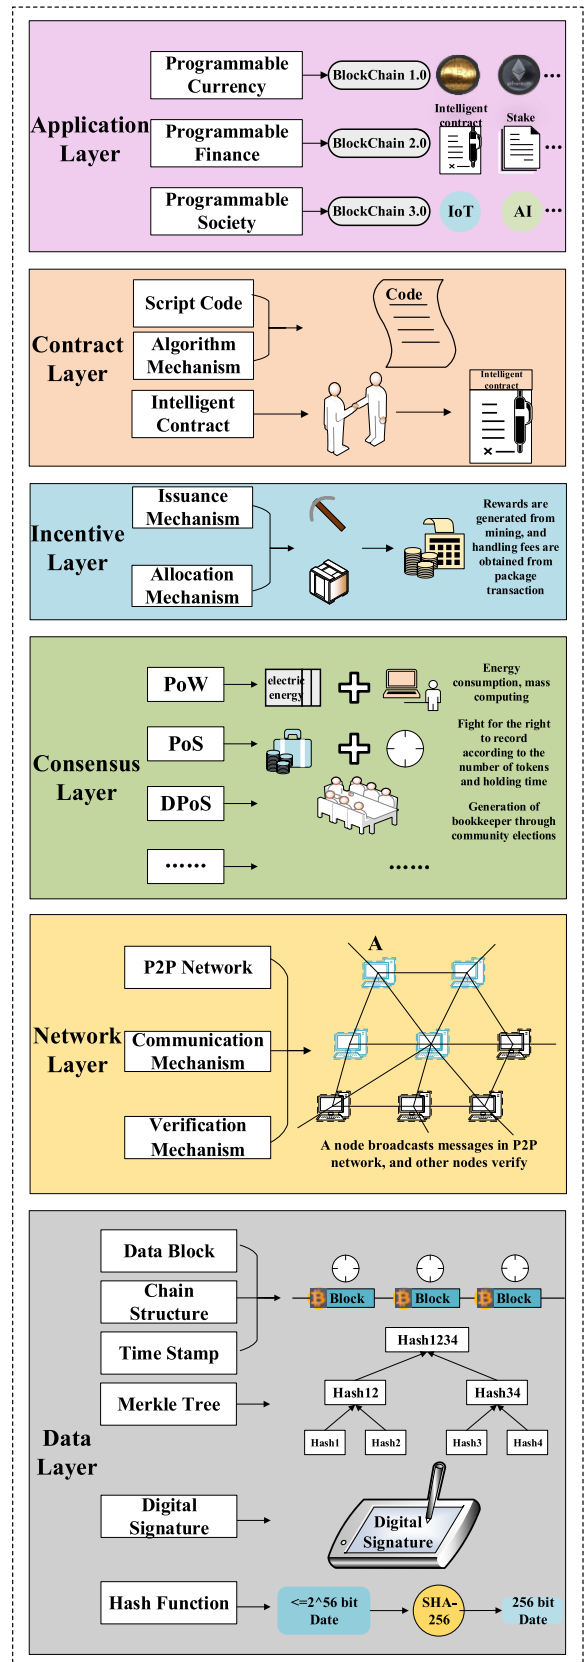 Application
Layer
Programmable
Currency
BlockChain 1.0
...
Programmable
Finance
BlockChain 2.0
Intelligent
contract
Stake
...
Programmable
Society
BlockChain 3.0
IoT
AI
...
Contract
Layer
Script Code
Algorithm
Mechanism
Code
Intelligent
Contract
Intelligent
contract
Incentive
Layer
Issuance
Mechanism
Allocation
Mechanism
Rewards are
generated from
mining, and
handling fees are
obtained from
package
transaction
Consensus
Layer
PoW
electric
energy
Energy
consumption, mass
computing
PoS
Fight for the right
to record
according to the
number of tokens
and holding time
DPoS
Generation of
bookkeeper through
community elections
······
······
Network
Layer
P2P Network
Communication
Mechanism
Verification
Mechanism
A
A node broadcasts messages in P2P
network, and other nodes verify
Data
Layer
Data Block
Chain
Structure
Time Stamp
Block
Block
Block
Merkle Tree
Hash1234
Hash12
Hash34
Hash1
Hash2
Hash3
Hash4
Digital
Signature
Digital
Signature
Hash Function
<=2^56 bit
Date
SHA-
256
256 bit
Date